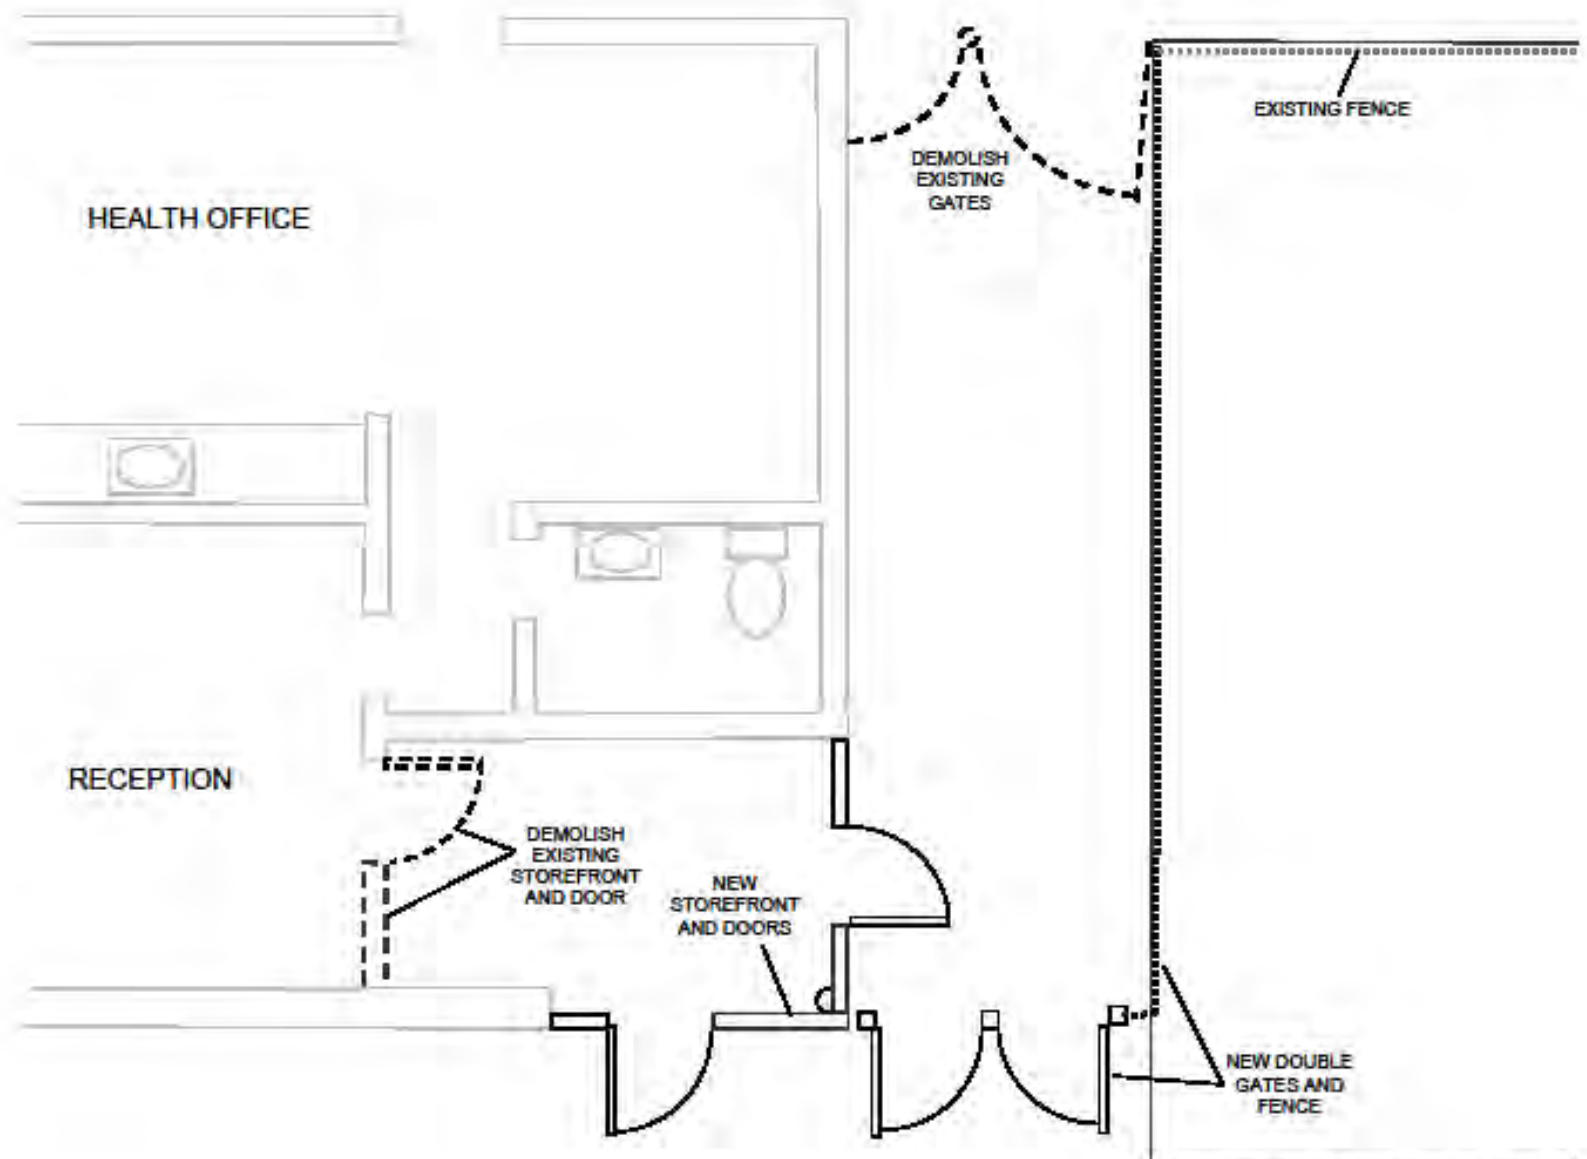 EXISTING FENCE
DEMOLISH
EXISTING
GATES
HEALTH OFFICE
RECEPTION
DEMOLISH
EXISTING
STOREFRONT
AND DOOR
NEW
STOREFRONT
AND DOORS
NEW DOUBLE
GATES AND
FENCE